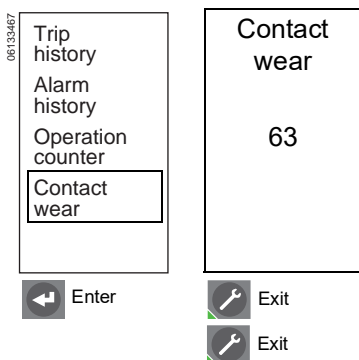 06133467
Trip
history
Alarm
history
Operation
counter
Contact
wear
Enter
Contact
wear
63
Exit
Exit